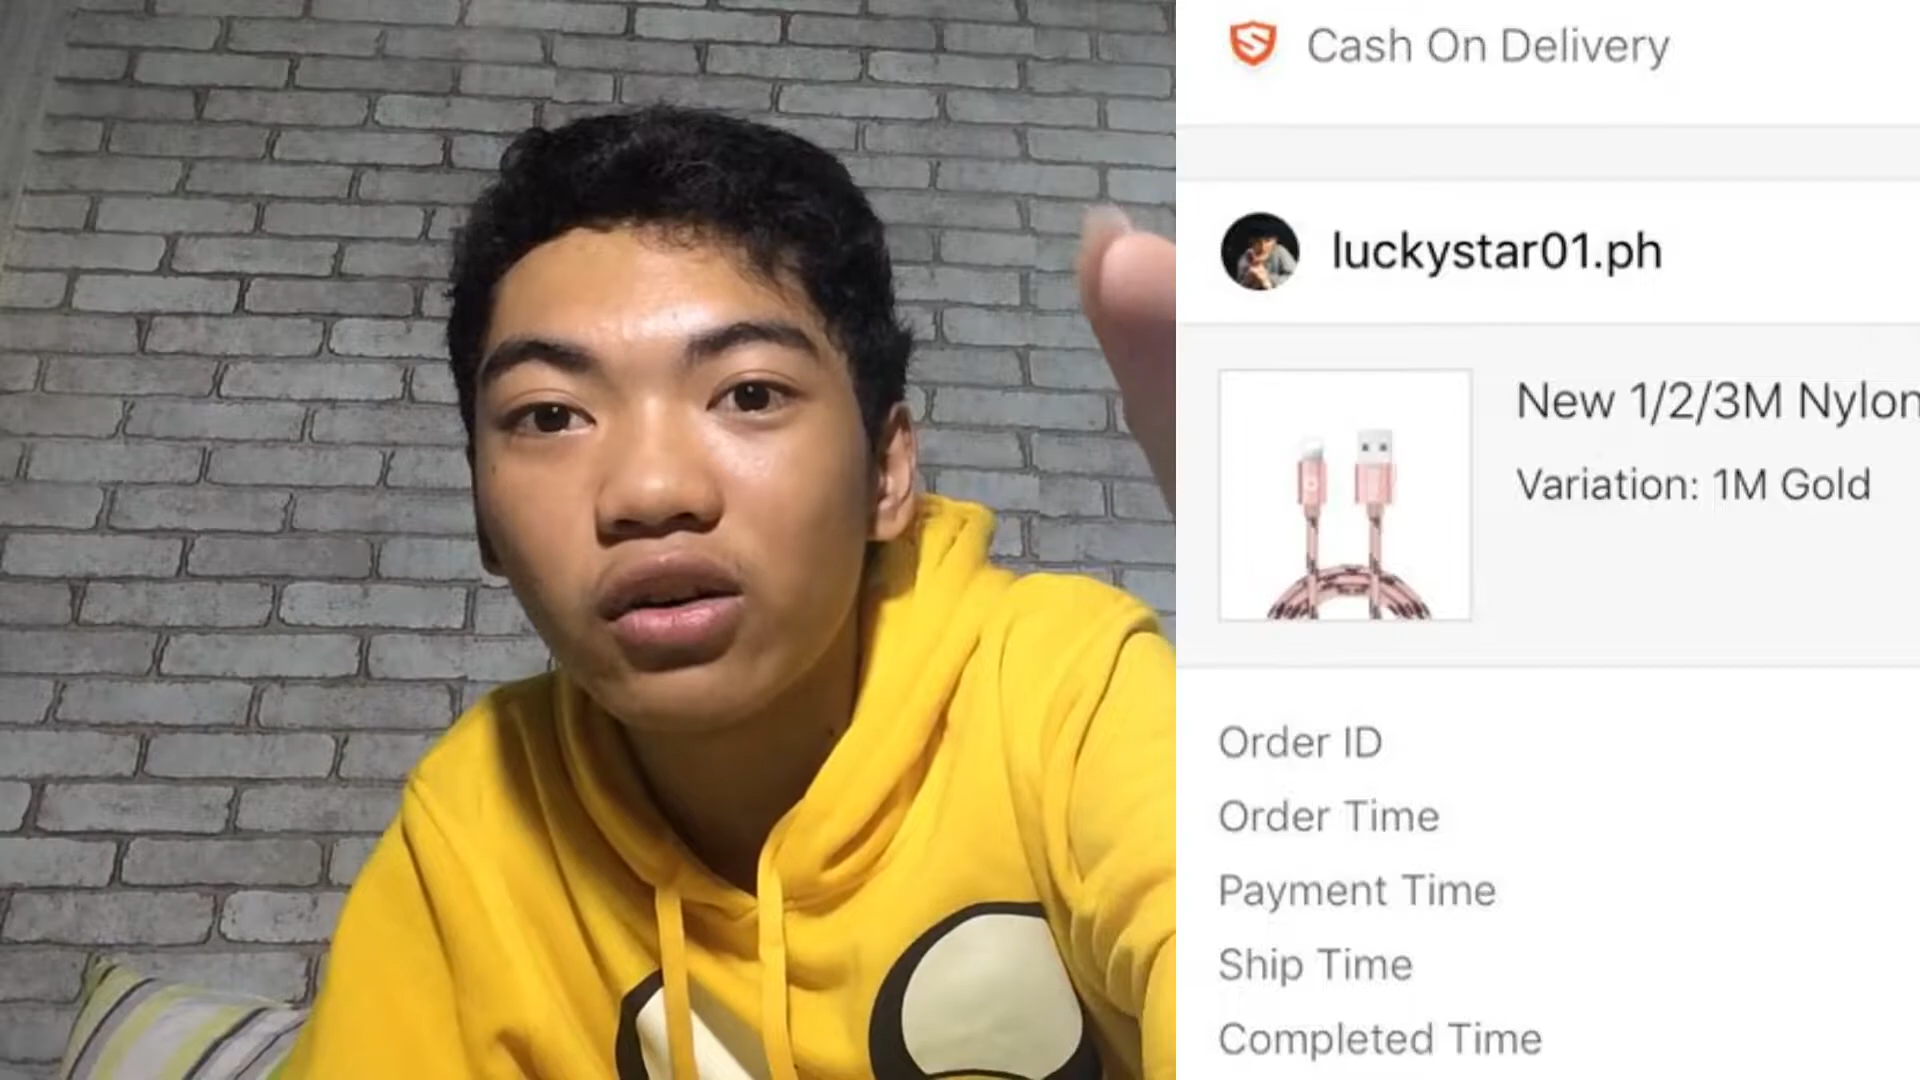 Cash On Delivery
luckystar01.ph
New 1/2/3M Nylon
Variation: 1M Gold
Order ID
Order Time
Payment Time
Ship Time
Completed Time